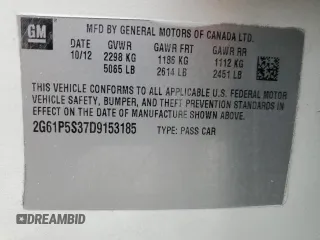 GM
MFD BY GENERAL MOTORS OF CANADA LTD.
DATE GVWR GAWR FRT GAWR RR
10/12 2298 KG 1186 KG 1112 KG
5065 LB 2614 LB 2451 LB
THIS VEHICLE CONFORMS TO ALL APPLICABLE U.S. FEDERAL MOTOR
VEHICLE SAFETY, BUMPER, AND THEFT PREVENTION STANDARDS IN
EFFECT ON THE DATE OF MANUFACTURE SHOWN ABOVE.
2G61P5S37D9153185 TYPE: PASS CAR
DREAMBID